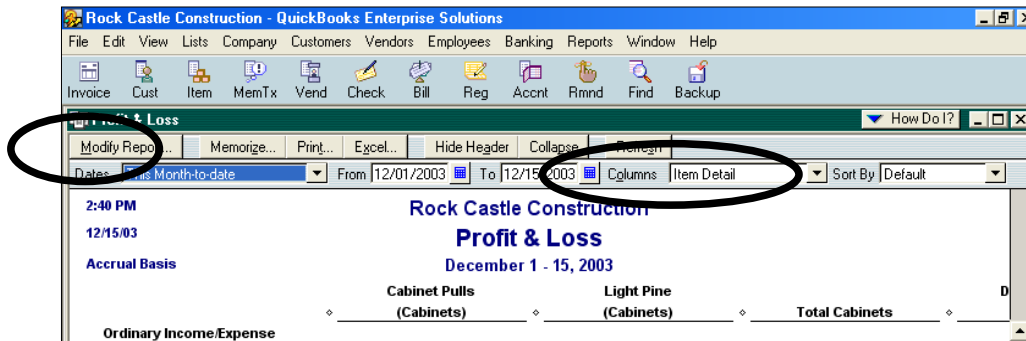 Rock Castle Construction - QuickBooks Enterprise Solutions
File Edit View Lists Company Customers Vendors Employees Banking Reports Window Help
Invoice Cust Item MemTx Vend Check Bill Reg Accnt Rmnd Find Backup
Profit & Loss How Do I?
Modify Report... Memorize... Print... Excel... Hide Header Collapse Refresh
Dates This Month-to-date From 12/01/2003 To 12/15/2003 Columns Item Detail Sort By Default
2:40 PM Rock Castle Construction
12/15/03 Profit & Loss
Accrual Basis December 1 - 15, 2003
Cabinet Pulls Light Pine D
(Cabinets) (Cabinets) Total Cabinets
Ordinary Income/Expense